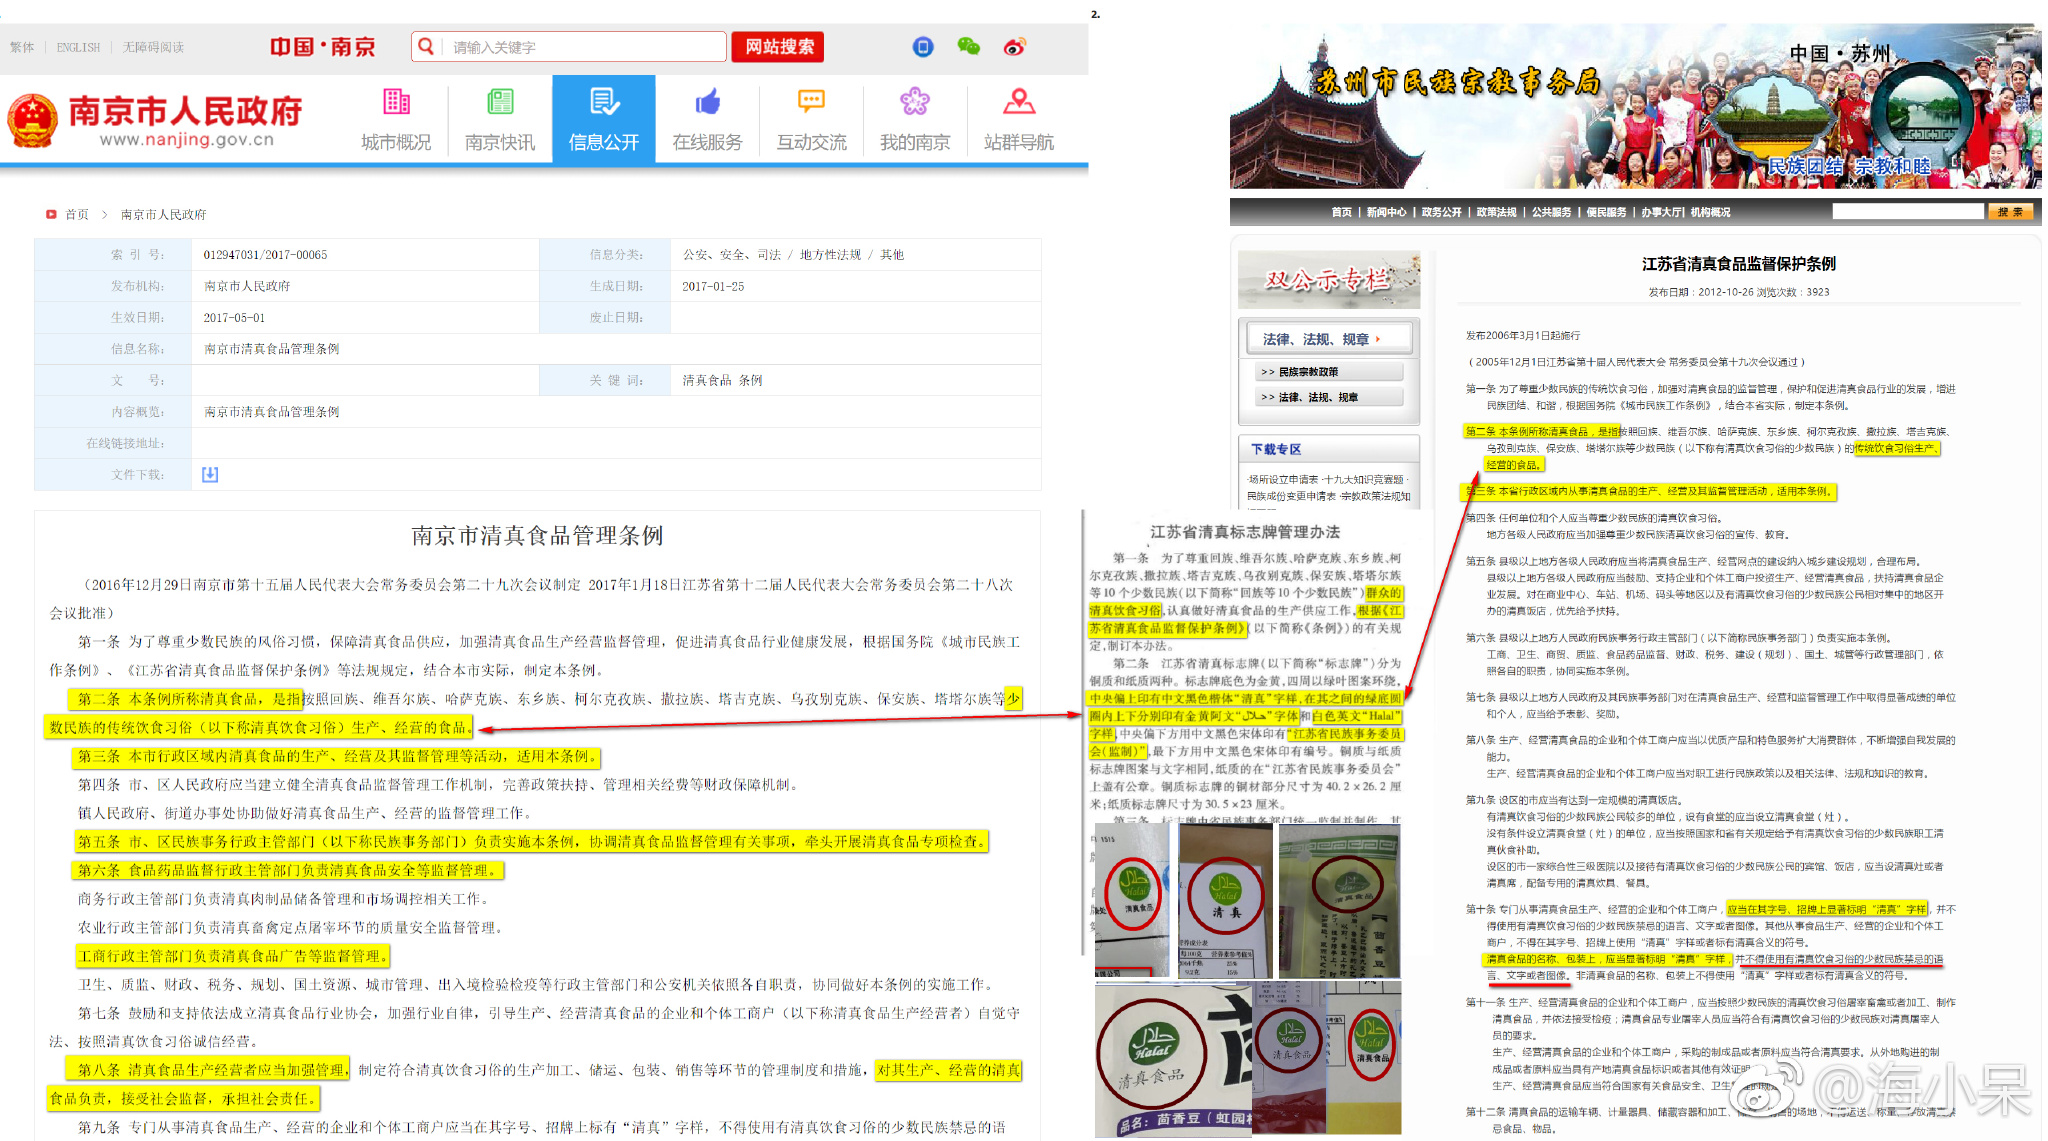 2.
繁体 | ENGLISH | 无障碍阅读
中国·南京
请输入关键字
网站搜索
南京市人民政府
www.nanjing.gov.cn
城市概况
南京快讯
信息公开
在线服务
互动交流
我的南京
站群导航
首页 > 南京市人民政府
索 引 号: 012947031/2017-00065 信息分类: 公安、安全、司法 / 地方性法规 / 其他
发布机构: 南京市人民政府 生成日期: 2017-01-25
生效日期: 2017-05-01 废止日期:
信息名称: 南京市清真食品管理条例
文 号: 关 键 词: 清真食品 条例
内容概览: 南京市清真食品管理条例
在线链接地址:
文件下载:
南京市清真食品管理条例
（2016年12月29日南京市第十五届人民代表大会常务委员会第二十九次会议制定 2017年1月18日江苏省第十二届人民代表大会常务委员会第二十八次
会议批准）
第一条 为了尊重少数民族的风俗习惯，保障清真食品供应，加强清真食品生产经营监督管理，促进清真食品行业健康发展，根据国务院《城市民族工
作条例》、《江苏省清真食品监督保护条例》等法规规定，结合本市实际，制定本条例。
第二条 本条例所称清真食品，是指按照回族、维吾尔族、哈萨克族、东乡族、柯尔克孜族、撒拉族、塔吉克族、乌孜别克族、保安族、塔塔尔族等少
数民族的传统饮食习俗（以下称清真饮食习俗）生产、经营的食品。
第三条 本市行政区域内清真食品的生产、经营及其监督管理等活动，适用本条例。
第四条 市、区人民政府应当建立健全清真食品监督管理工作机制，完善政策扶持、管理相关经费等财政保障机制。
镇人民政府、街道办事处协助做好清真食品生产、经营的监督管理工作。
第五条 市、区民族事务行政主管部门（以下称民族事务部门）负责实施本条例，协调清真食品监督管理有关事项，牵头开展清真食品专项检查。
第六条 食品药品监督行政主管部门负责清真食品安全等监督管理。
商务行政主管部门负责清真肉制品储备管理和市场调控相关工作。
农业行政主管部门负责清真畜禽定点屠宰环节的质量安全监督管理。
工商行政主管部门负责清真食品广告等监督管理。
卫生、质监、财政、税务、规划、国土资源、城市管理、出入境检验检疫等行政主管部门和公安机关依照各自职责，协同做好本条例的实施工作。
第七条 鼓励和支持依法成立清真食品行业协会，加强行业自律，引导生产、经营清真食品的企业和个体工商户（以下称清真食品生产经营者）自觉守
法、按照清真饮食习俗诚信经营。
第八条 清真食品生产经营者应当加强管理，制定符合清真饮食习俗的生产加工、储运、包装、销售等环节的管理制度和措施，对其生产、经营的清真
食品负责，接受社会监督，承担社会责任。
第九条 专门从事清真食品生产、经营的企业和个体工商户应当在其字号、招牌上标有“清真”字样，不得使用有清真饮食习俗的少数民族禁忌的语
江苏省清真标志牌管理办法
第一条 为了尊重回族、维吾尔族、哈萨克族、东乡族、柯
尔克孜族、撒拉族、塔吉克族、乌孜别克族、保安族、塔塔尔族
等10个少数民族(以下简称“回族等10个少数民族”)群众的
清真饮食习俗,认真做好清真食品的生产供应工作,根据《江
苏省清真食品监督保护条例》(以下简称《条例》)的有关规
定,制订本办法。
第二条 江苏省清真标志牌(以下简称“标志牌”)分为
铜质和纸质两种。标志牌底色为金黄,四周以绿叶图案环绕,
中央偏上印有中文黑色楷体“清真”字样,在其之间的绿底圆
圈内上下分别印有金黄阿文“حلال”字体和白色英文“Halal”
字样,中央偏下方用中文黑色宋体印有“江苏省民族事务委员
会(监制)”,最下方用中文黑色宋体印有编号。铜质与纸质
标志牌图案与文字相同,纸质的在“江苏省民族事务委员会”
上盖有公章。铜质标志牌的铜材部分尺寸为40.2×26.2厘
米;纸质标志牌尺寸为30.5×23厘米。
حلال
Halal
清真食品
حلال
Halal
清真
حلال
Halal
清真食品
茴香豆
حلال
Halal
清真食品
品名：茴香豆（虹园
حلال
Halal
清真食品
حلال
Halal
清真食品
中国·苏州
苏州市民族宗教事务局
民族团结 宗教和睦
首页 | 新闻中心 | 政务公开 | 政策法规 | 公共服务 | 便民服务 | 办事大厅 | 机构概况
搜 索
双公示专栏
法律、法规、规章
>> 民族宗教政策
>> 法律、法规、规章
下载专区
·场所设立申请表 ·十九大知识竞赛题 ·
民族成份变更申请表 ·宗教政策法规知
江苏省清真食品监督保护条例
发布日期：2012-10-26 浏览次数：3923
发布2006年3月1日起施行
（2005年12月1日江苏省第十届人民代表大会 常务委员会第十九次会议通过）
第一条 为了尊重少数民族的传统饮食习俗，加强对清真食品的监督管理，保护和促进清真食品行业的发展，增进
民族团结、和谐，根据国务院《城市民族工作条例》，结合本省实际，制定本条例。
第二条 本条例所称清真食品，是指按照回族、维吾尔族、哈萨克族、东乡族、柯尔克孜族、撒拉族、塔吉克族、
乌孜别克族、保安族、塔塔尔族等少数民族（以下称有清真饮食习俗的少数民族）的传统饮食习俗生产、
经营的食品。
第三条 本省行政区域内从事清真食品的生产、经营及其监督管理活动，适用本条例。
第四条 任何单位和个人应当尊重少数民族的清真饮食习俗。
地方各级人民政府应当加强尊重少数民族清真饮食习俗的宣传、教育。
第五条 县级以上地方各级人民政府应当将清真食品生产、经营网点的建设纳入城乡建设规划，合理布局。
县级以上地方各级人民政府应当鼓励、支持企业和个体工商户投资生产、经营清真食品，扶持清真食品企
业发展。对在商业中心、车站、机场、码头等地区以及有清真饮食习俗的少数民族公民相对集中的地区开
办的清真饭店，优先给予扶持。
第六条 县级以上地方人民政府民族事务行政主管部门（以下简称民族事务部门）负责实施本条例。
工商、卫生、商贸、质监、食品药品监督、财政、税务、建设（规划）、国土、城管等行政管理部门，依
照各自的职责，协同实施本条例。
第七条 县级以上地方人民政府及其民族事务部门对在清真食品生产、经营和监督管理工作中取得显著成绩的单位
和个人，应当给予表彰、奖励。
第八条 生产、经营清真食品的企业和个体工商户应当以优质产品和特色服务扩大消费群体，不断增强自我发展的
能力。
生产、经营清真食品的企业和个体工商户应当对职工进行民族政策以及相关法律、法规和知识的教育。
第九条 设区的市应当有达到一定规模的清真饭店。
有清真饮食习俗的少数民族公民较多的单位，设有食堂的应当设立清真食堂（灶）。
没有条件设立清真食堂（灶）的单位，应当按照国家和省有关规定给予有清真饮食习俗的少数民族职工清
真伙食补助。
设区的市一家综合性三级医院以及接待有清真饮食习俗的少数民族公民的宾馆、饭店，应当设清真灶或者
清真席，配备专用的清真炊具、餐具。
第十条 专门从事清真食品生产、经营的企业和个体工商户，应当在其字号、招牌上显著标明“清真”字样，并不
得使用有清真饮食习俗的少数民族禁忌的语言、文字或者图像。其他从事食品生产、经营的企业和个体工
商户，不得在其字号、招牌上使用“清真”字样或者标有清真含义的符号。
清真食品的名称、包装上，应当显著标明“清真”字样，并不得使用有清真饮食习俗的少数民族禁忌的语
言、文字或者图像。非清真食品的名称、包装上不得使用“清真”字样或者标有清真含义的符号。
第十一条 生产、经营清真食品的企业和个体工商户，应当按照少数民族的清真饮食习俗屠宰畜禽或者加工、制作
清真食品，并依法接受检疫；清真食品专业屠宰人员应当符合有清真饮食习俗的少数民族对清真屠宰人
员的要求。
生产、经营清真食品的企业和个体工商户，采购的制成品或者原料应当符合清真要求。从外地购进的制
成品或者原料应当具有产地清真食品标识或者其他有效证明
生产、经营清真食品应当符合国家有关食品安全、卫生
第十二条 清真食品的运输车辆、计量器具、储藏容器和加工、
忌食品、物品。
@海小呆